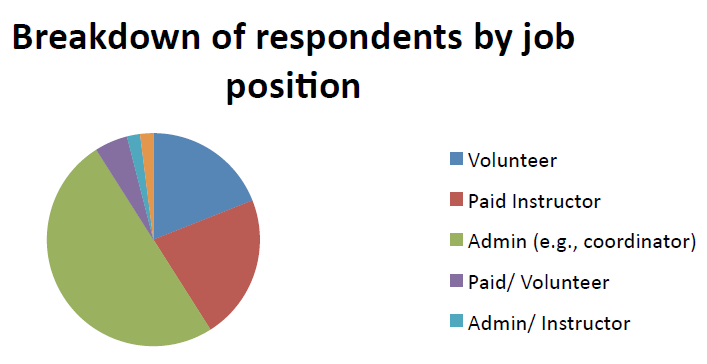 Breakdown of respondents by job
position
Volunteer
Paid Instructor
Admin (e.g., coordinator)
Paid/ Volunteer
Admin/ Instructor